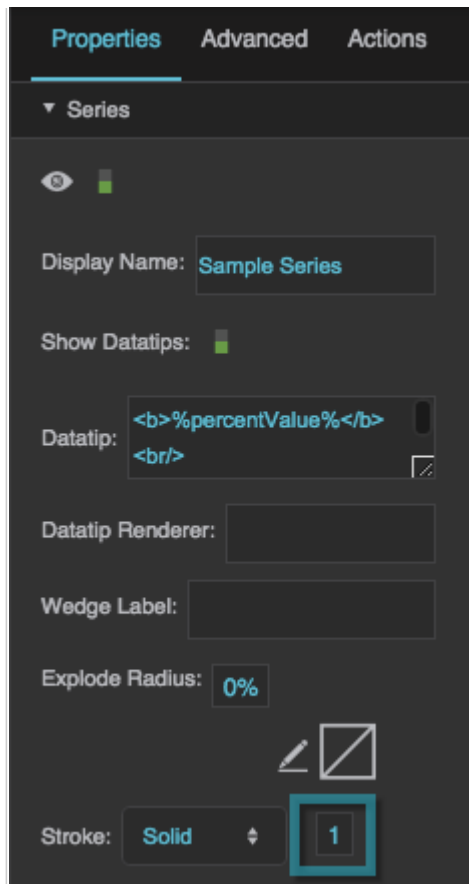 Properties Advanced Actions
Series
Display Name: Sample Series
Show Datatips:
Datatip: <b>%percentValue%</b>
<br/>
Datatip Renderer:
Wedge Label:
Explode Radius: 0%
Stroke: Solid 1